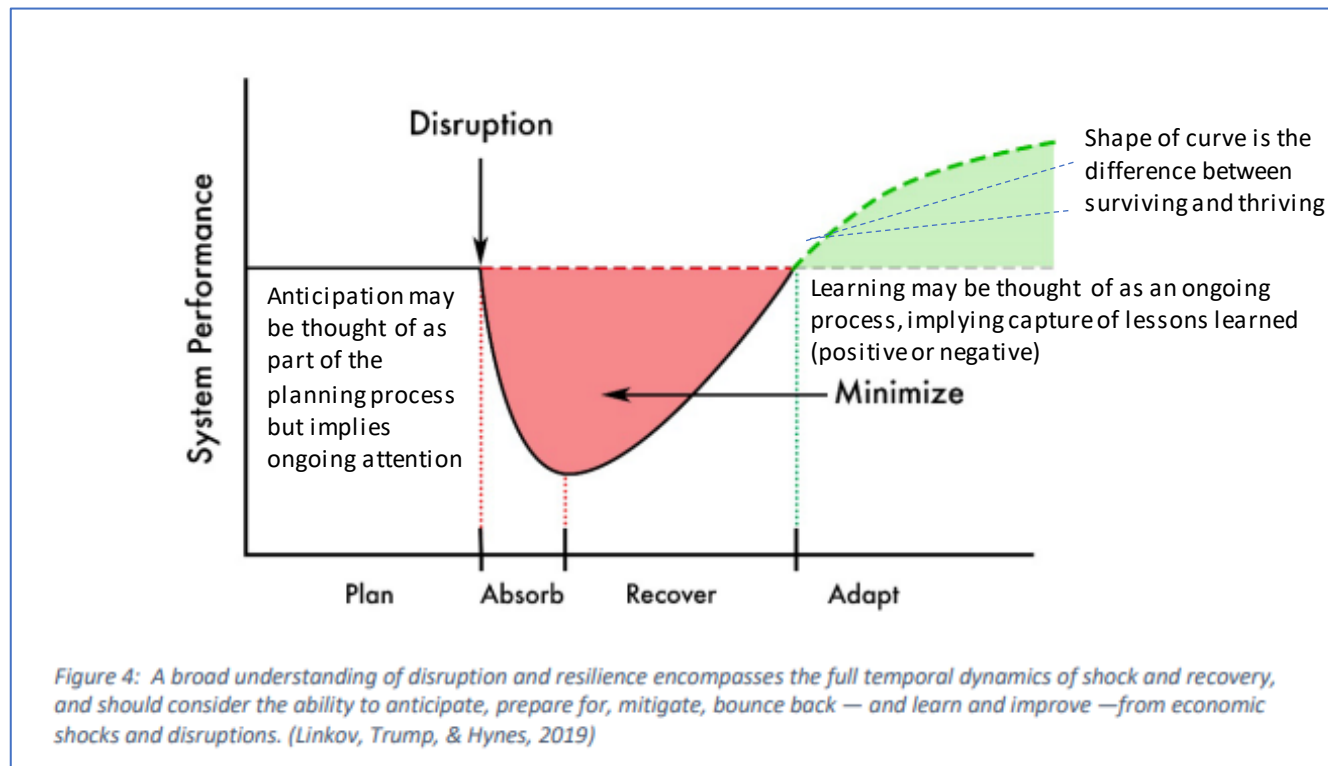 Disruption
Shape of curve is the
difference between
surviving and thriving
System Performance
Anticipation may
be thought of as
part of the
planning process
but implies
ongoing attention
Learning may be thought of as an ongoing
process, implying capture of lessons learned
(positive or negative)
Minimize
Plan
Absorb
Recover
Adapt
Figure 4: A broad understanding of disruption and resilience encompasses the full temporal dynamics of shock and recovery,
and should consider the ability to anticipate, prepare for, mitigate, bounce back — and learn and improve —from economic
shocks and disruptions. (Linkov, Trump, & Hynes, 2019)